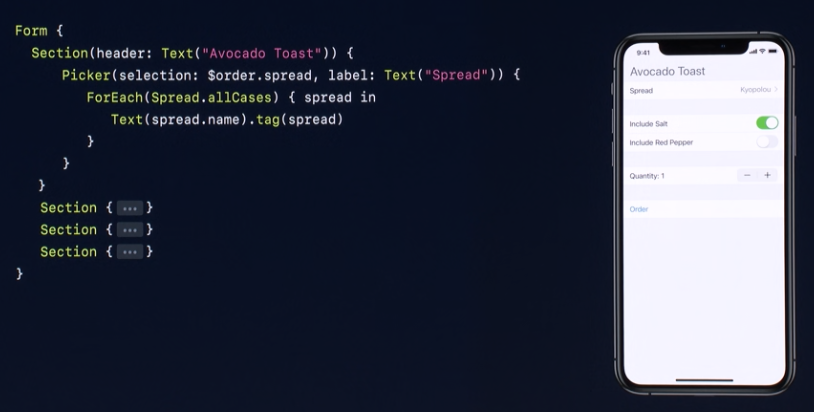 Form {
Section(header: Text("Avocado Toast")) {
Picker(selection: $order.spread, label: Text("Spread")) {
ForEach(Spread.allCases) { spread in
Text(spread.name).tag(spread)
}
}
}
Section { ••• }
Section { ••• }
Section { ••• }
}
9:41
Avocado Toast
Spread Kyopolou >
Include Salt
Include Red Pepper
Quantity: 1 − +
Order